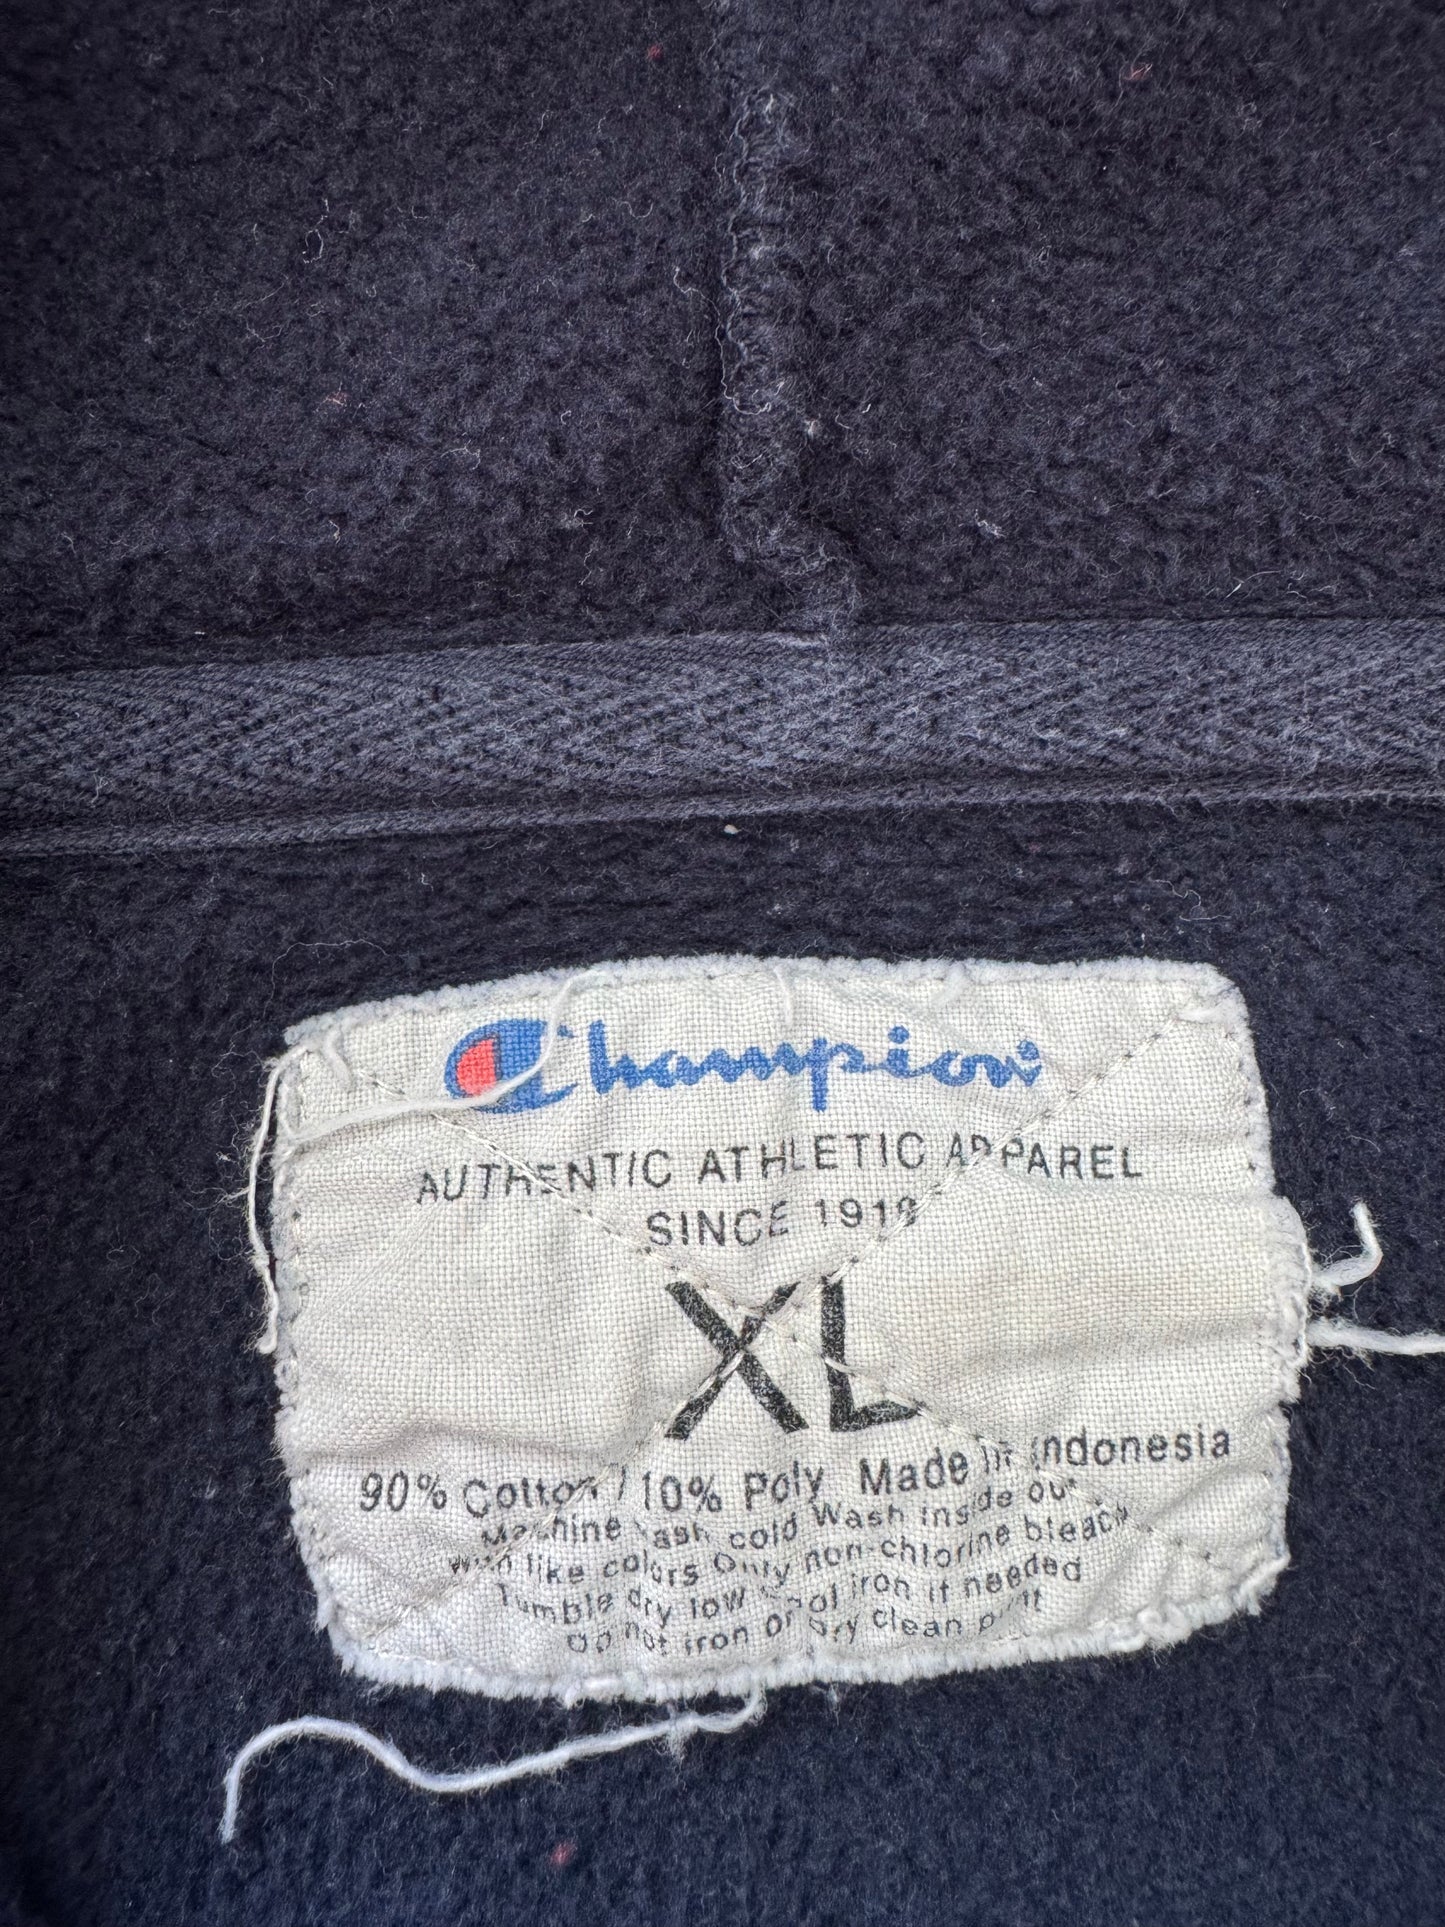 Champion
AUTHENTIC ATHLETIC APPAREL
SINCE 1919
XL
90% Cotton / 10% Poly Made in Indonesia
Machine wash cold Wash inside out
with like colors Only non-chlorine bleach
Tumble dry low Cool iron if needed
Do not iron or dry clean print